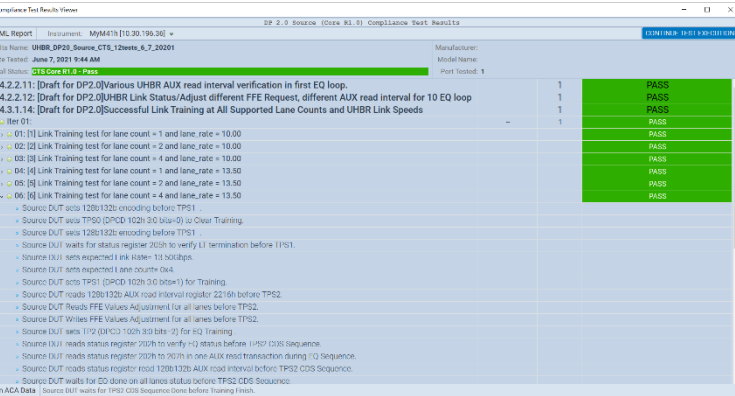 ompliance Test Results Viewer
DP 2.0 Source (Core R1.0) Compliance Test Results
ML Report Instrument: MyM41h [10.30.196.36]
CONTINUE TEST EXECUTION
Name: UHBR_DP20_Source_CTS_12tests_6_7_20201 Manufacturer:
te Tested: June 7, 2021 9:44 AM Model Name:
all Status: CTS Core R1.0 - Pass Port Tested: 1
4.2.2.11: [Draft for DP2.0]Various UHBR AUX read interval verification in first EQ loop. 1 PASS
4.2.2.12: [Draft for DP2.0]UHBR Link Status/Adjust different FFE Request, different AUX read interval for 10 EQ loop 1 PASS
4.3.1.14: [Draft for DP2.0]Successful Link Training at All Supported Lane Counts and UHBR Link Speeds 1 PASS
Iter 01: -- 1 PASS
01: [1] Link Training test for lane count = 1 and lane_rate = 10.00 PASS
02: [2] Link Training test for lane count = 2 and lane_rate = 10.00 PASS
03: [3] Link Training test for lane count = 4 and lane_rate = 10.00 PASS
04: [4] Link Training test for lane count = 1 and lane_rate = 13.50 PASS
05: [5] Link Training test for lane count = 2 and lane_rate = 13.50 PASS
06: [6] Link Training test for lane count = 4 and lane_rate = 13.50 PASS
Source DUT sets 128b132b encoding before TPS1 .
Source DUT sets TPS0 (DPCD 102h 3:0 bits=0) to Clear Training.
Source DUT sets 128b132b encoding before TPS1 .
Source DUT waits for status register 205h to verify LT termination before TPS1.
Source DUT sets expected Link Rate= 13.50Gbps.
Source DUT sets expected Lane count= 0x4.
Source DUT sets TPS1 (DPCD 102h 3:0 bits=1) for Training.
Source DUT reads 128b132b AUX read interval register 2216h before TPS2.
Source DUT Reads FFE Values Adjustment for all lanes before TPS2.
Source DUT Writes FFE Values Adjustment for all lanes before TPS2.
Source DUT sets TP2 (DPCD 102h 3:0 bits=2) for EQ Training .
Source DUT reads status register 202h to verify EQ status before TPS2 CDS Sequence.
Source DUT reads status register 202h to 207h in one AUX read transaction during EQ Sequence.
Source DUT reads status register read 128b132b AUX read interval before TPS2 CDS Sequence.
Source DUT waits for EQ done on all lanes status before TPS2 CDS Sequence.
n ACA Data Source DUT waits for TPS2 CDS Sequence Done before Training Finish.